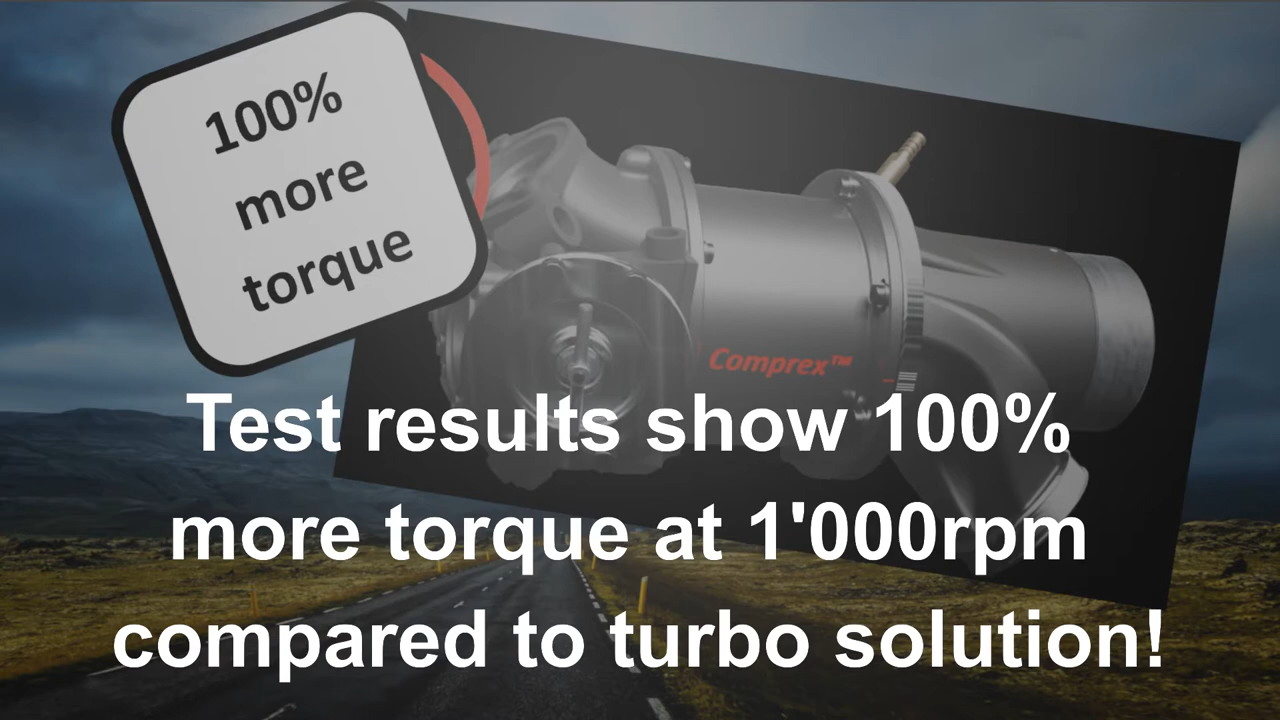 100%
more
torque
Comprex™
Test results show 100%
more torque at 1'000rpm
compared to turbo solution!